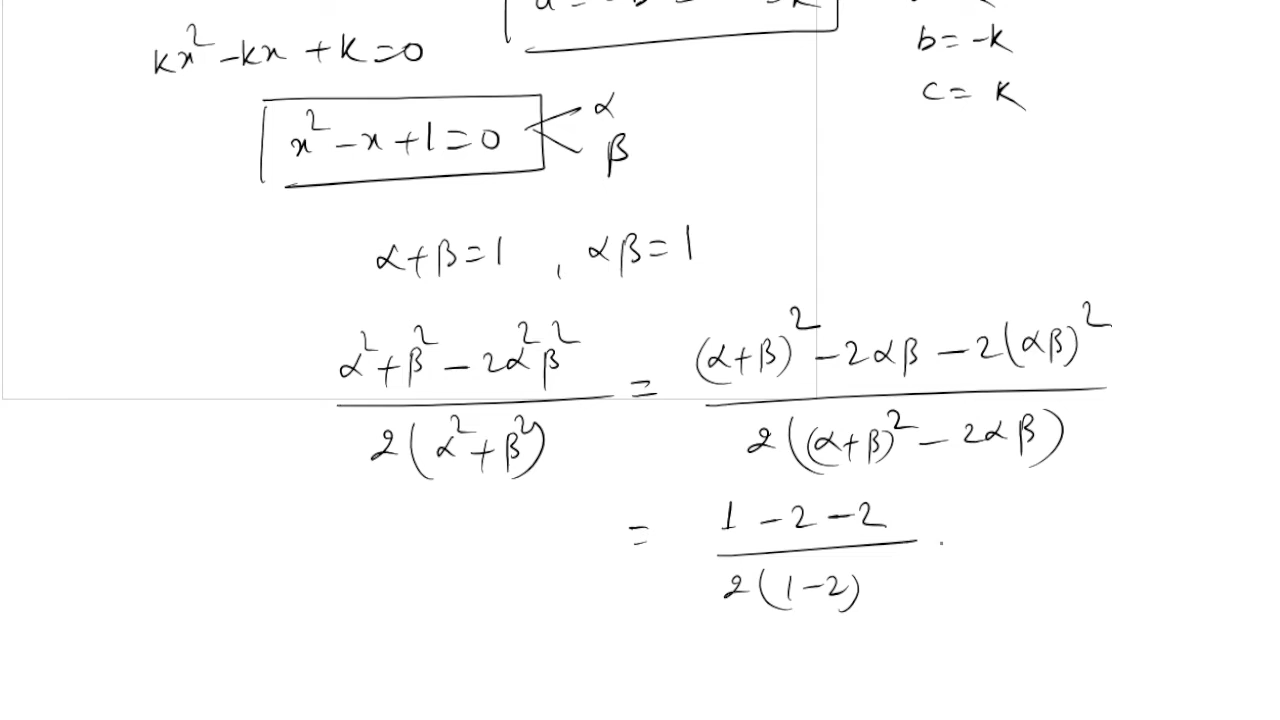 kx² - kx + k = 0
b = -k
c = k
x² - x + 1 = 0
α
β
α + β = 1 , αβ = 1
(α² + β² - 2α²β²) / (2(α² + β²)) = ((α + β)² - 2αβ - 2(αβ)²) / (2((α + β)² - 2αβ))
= (1 - 2 - 2) / (2(1 - 2))